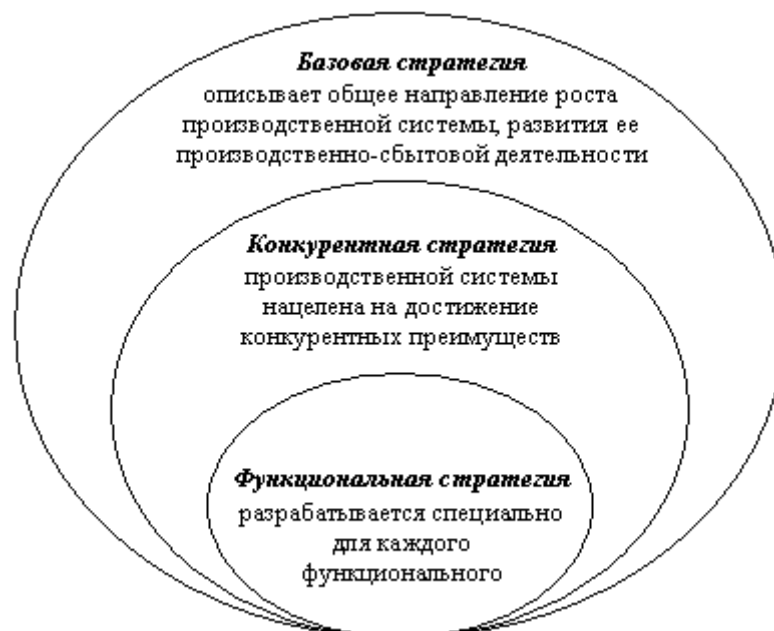 Базовая стратегия
описывает общее направление роста
производственной системы, развития ее
производственно-сбытовой деятельности
Конкурентная стратегия
производственной системы
нацелена на достижение
конкурентных преимуществ
Функциональная стратегия
разрабатывается специально
для каждого
функционального